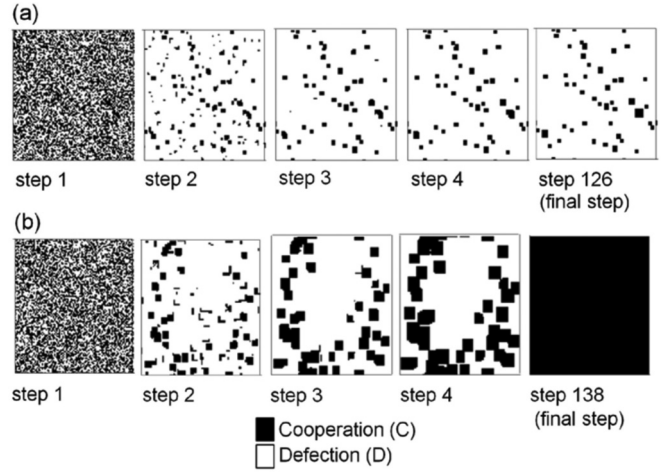 (a)
step 1
step 2
step 3
step 4
step 126
(final step)
(b)
step 1
step 2
step 3
step 4
step 138
(final step)
Cooperation (C)
Defection (D)